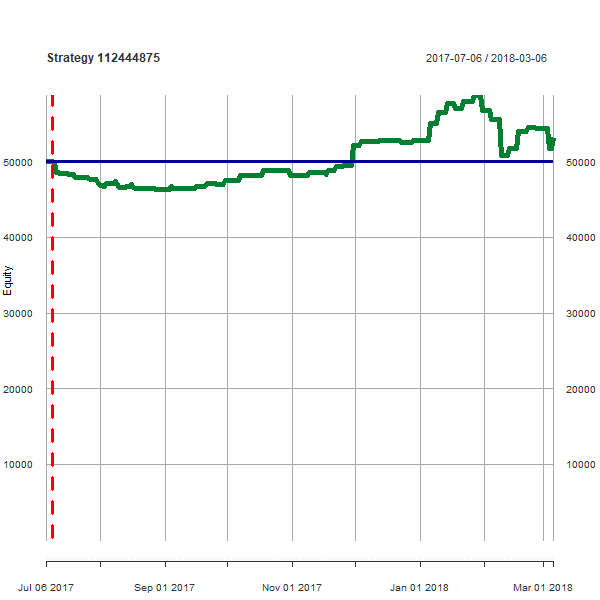 Strategy 112444875
2017-07-06 / 2018-03-06
50000
50000
40000
40000
Equity
30000
30000
20000
20000
10000
10000
Jul 06 2017
Sep 01 2017
Nov 01 2017
Jan 01 2018
Mar 01 2018